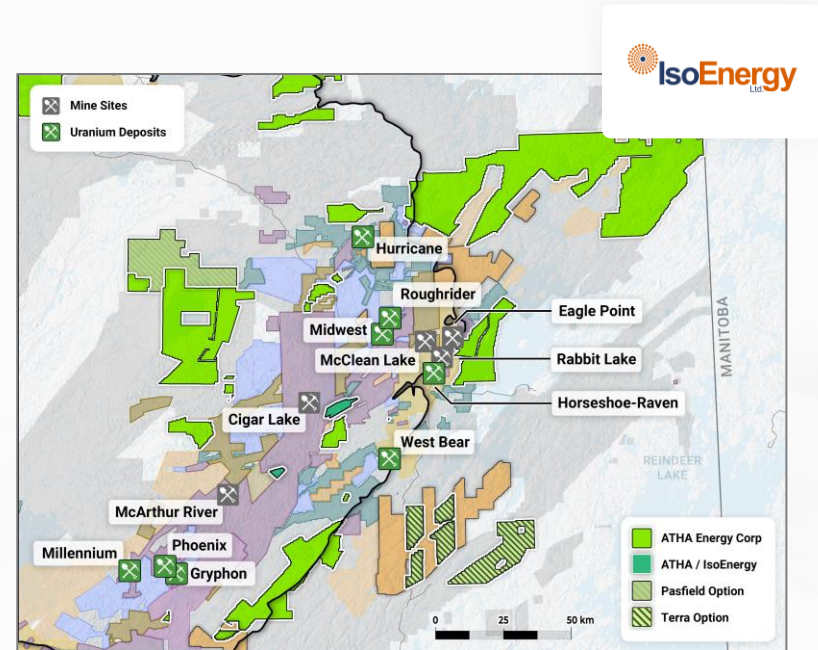 IsoEnergy
Ltd.
Mine Sites
Uranium Deposits
Hurricane
Roughrider
Eagle Point
Midwest
McClean Lake
Rabbit Lake
MANITOBA
Horseshoe-Raven
Cigar Lake
West Bear
REINDEER
LAKE
McArthur River
Phoenix
Millennium
Gryphon
ATHA Energy Corp
ATHA / IsoEnergy
Pasfield Option
Terra Option
0 25 50 km